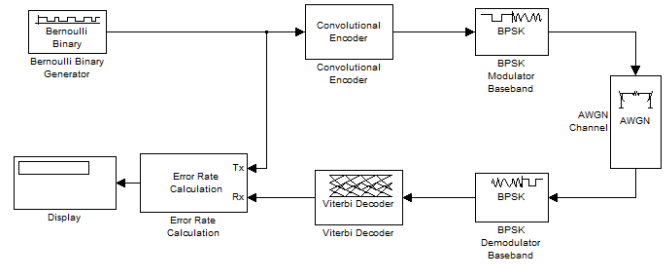 Bernoulli
Binary
Bernoulli Binary
Generator
Convolutional
Encoder
Convolutional
Encoder
BPSK
BPSK
Modulator
Baseband
AWGN
Channel
AWGN
Display
Error Rate
Calculation
Tx
Rx
Error Rate
Calculation
Viterbi Decoder
Viterbi Decoder
BPSK
BPSK
Demodulator
Baseband